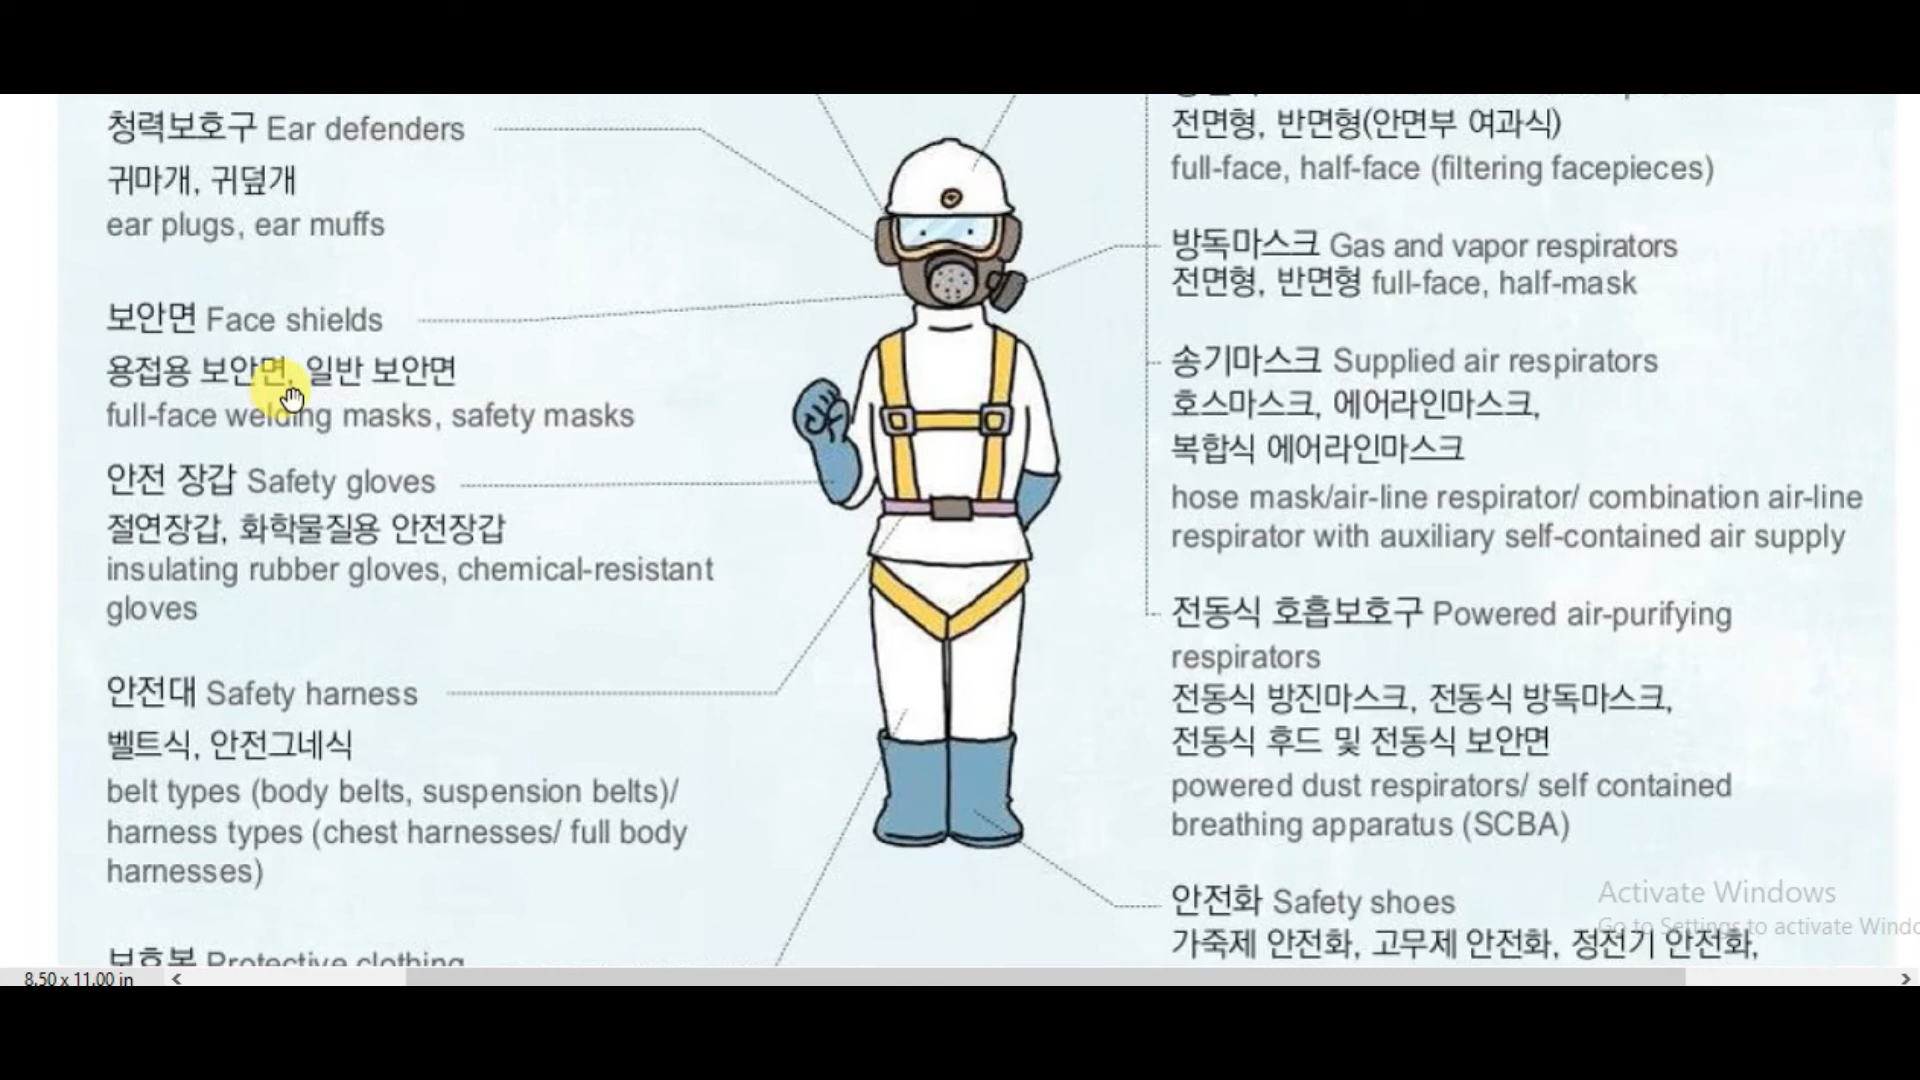 청력보호구 Ear defenders
귀마개, 귀덮개
ear plugs, ear muffs
보안면 Face shields
용접용 보안면, 일반 보안면
full-face welding masks, safety masks
안전 장갑 Safety gloves
절연장갑, 화학물질용 안전장갑
insulating rubber gloves, chemical-resistant
gloves
안전대 Safety harness
벨트식, 안전그네식
belt types (body belts, suspension belts)/
harness types (chest harnesses/ full body
harnesses)
보호복 Protective clothing
전면형, 반면형(안면부 여과식)
full-face, half-face (filtering facepieces)
방독마스크 Gas and vapor respirators
전면형, 반면형 full-face, half-mask
송기마스크 Supplied air respirators
호스마스크, 에어라인마스크,
복합식 에어라인마스크
hose mask/air-line respirator/ combination air-line
respirator with auxiliary self-contained air supply
전동식 호흡보호구 Powered air-purifying
respirators
전동식 방진마스크, 전동식 방독마스크,
전동식 후드 및 전동식 보안면
powered dust respirators/ self contained
breathing apparatus (SCBA)
안전화 Safety shoes
가죽제 안전화, 고무제 안전화, 정전기 안전화,
Activate Windows
Go to Settings to activate Windo
8.50 x 11.00 in